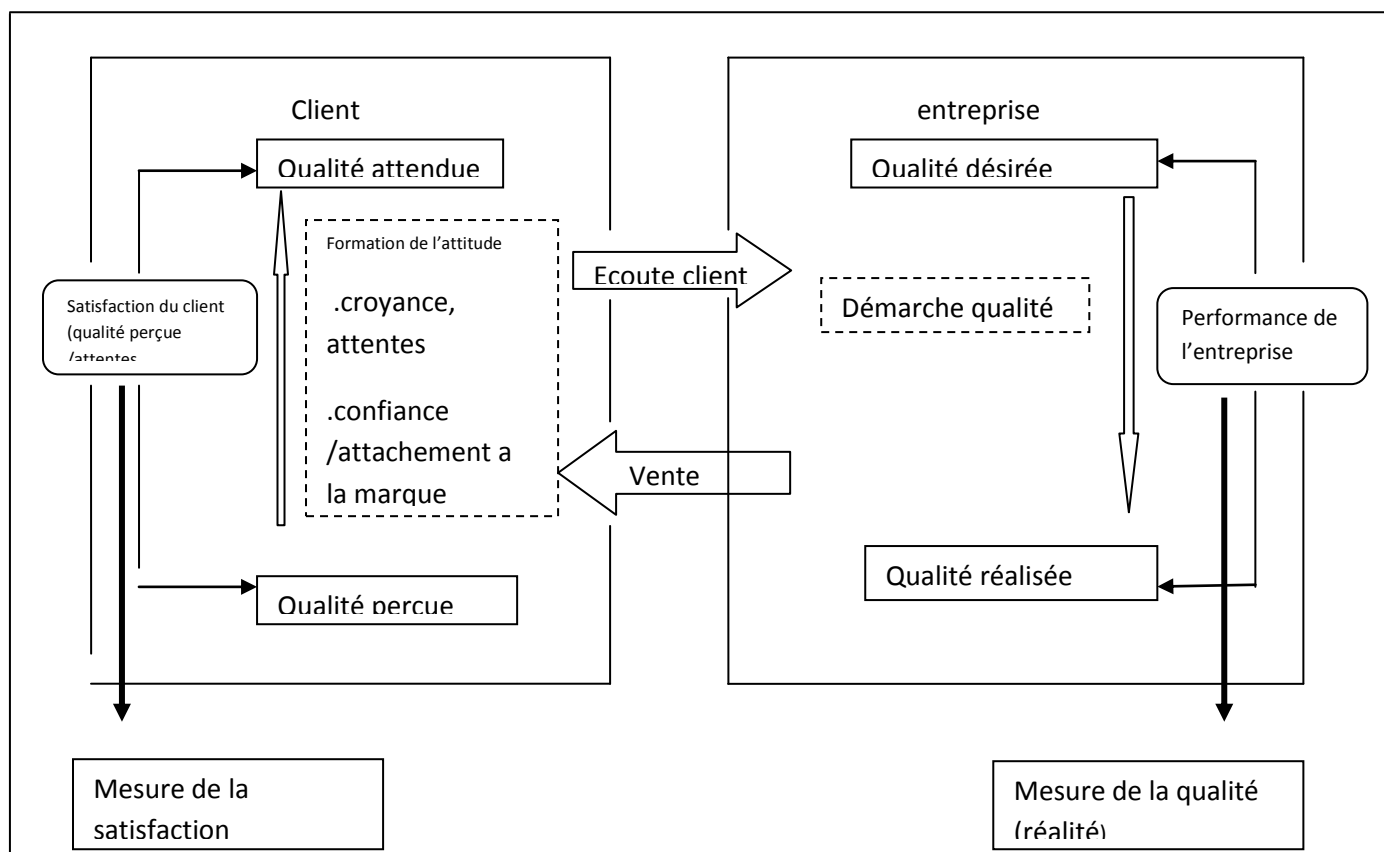 Client
Qualité attendue
Formation de l’attitude
.croyance,
attentes
.confiance
/attachement a
la marque
Satisfaction du client
(qualité perçue
/attentes
Qualité perçue
Ecoute client
Vente
entreprise
Qualité désirée
Démarche qualité
Performance de
l’entreprise
Qualité réalisée
Mesure de la
satisfaction
Mesure de la qualité
(réalité)